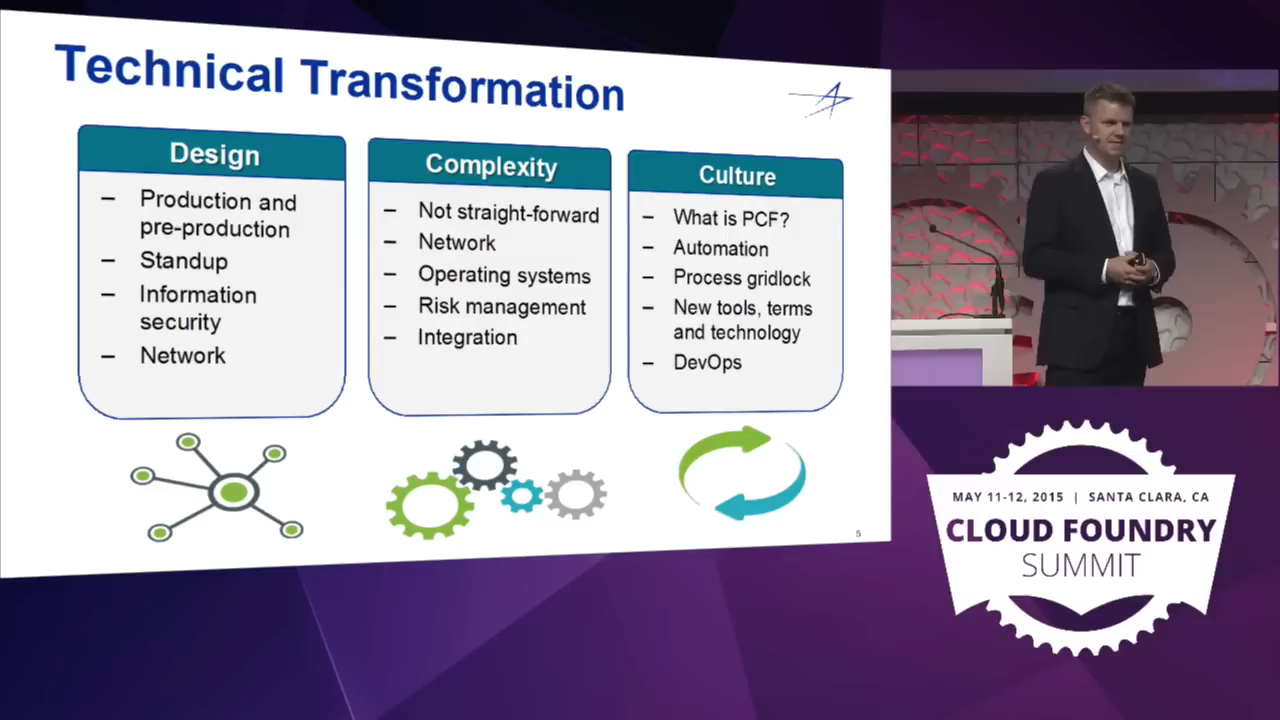 Technical Transformation
Design
– Production and
pre-production
– Standup
– Information
security
– Network
Complexity
– Not straight-forward
– Network
– Operating systems
– Risk management
– Integration
Culture
– What is PCF?
– Automation
– Process gridlock
– New tools, terms
and technology
– DevOps
5
MAY 11-12, 2015 | SANTA CLARA, CA
CLOUD FOUNDRY
SUMMIT